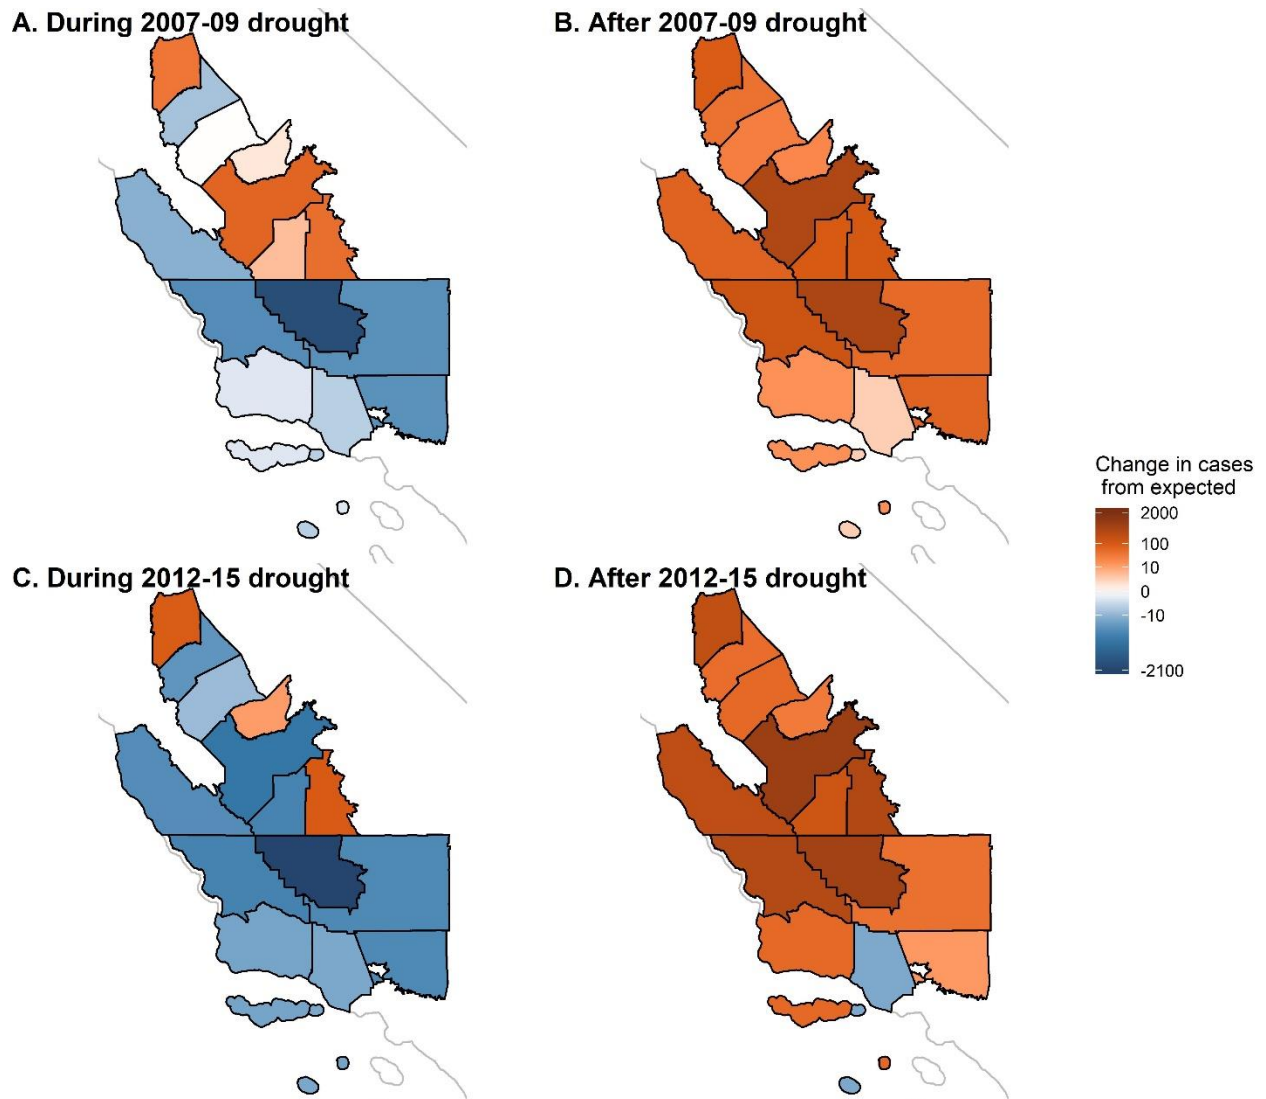 A. During 2007-09 drought
B. After 2007-09 drought
Change in cases
from expected
2000
100
10
0
-10
-2100
C. During 2012-15 drought
D. After 2012-15 drought